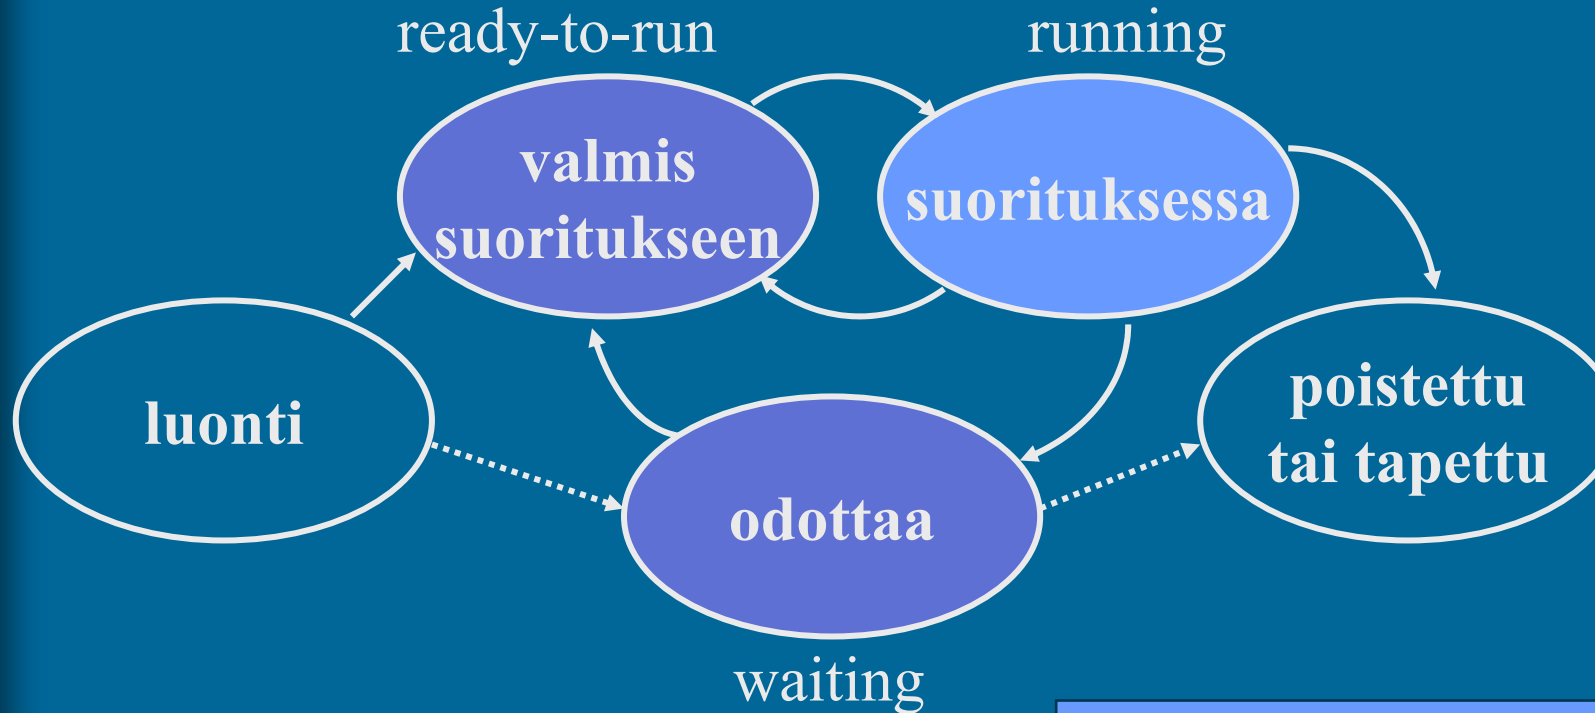 ready-to-run
running
valmis
suoritukseen
suorituksessa
luonti
poistettu
tai tapettu
odottaa
waiting